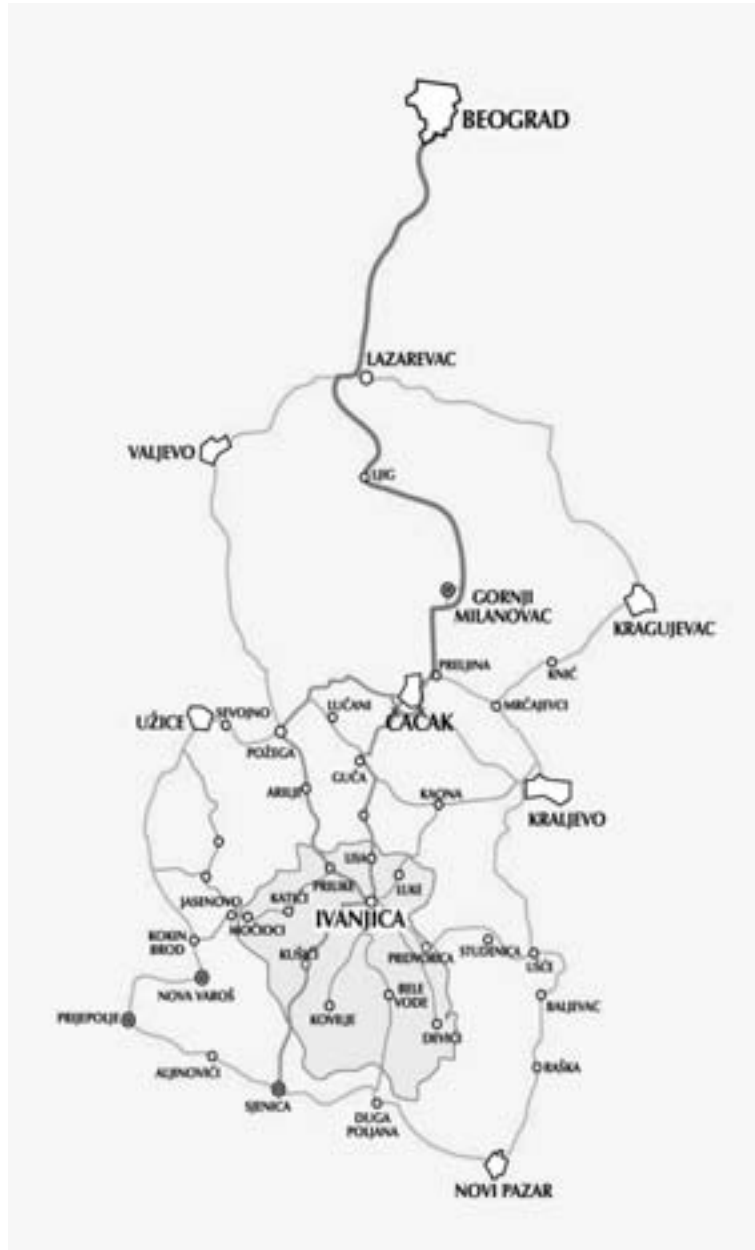 BEOGRAD
LAZAREVAC
VALJEVO
LJIG
GORNJI
MILANOVAC
KRAGUJEVAC
PRELJINA
KNIĆ
LUČANI
SEVOJNO
MRČAJEVCI
UŽICE
ČAČAK
POŽEGA
GUČA
ARILJE
KAONA
KRALJEVO
LISA
PRILIKE
LUKE
KATIĆI
JASENOVO
IVANJICA
MOČIOCI
KOKIN
BROD
KUŠIĆI
PRIDVORICA
STUDENICA
UŠĆE
NOVA VAROŠ
BELE
VODE
KOVILJE
BALJEVAC
PRIJEPOLJE
DEVIĆI
ALJINOVIĆI
RAŠKA
SJENICA
DUGA
POLJANA
NOVI PAZAR